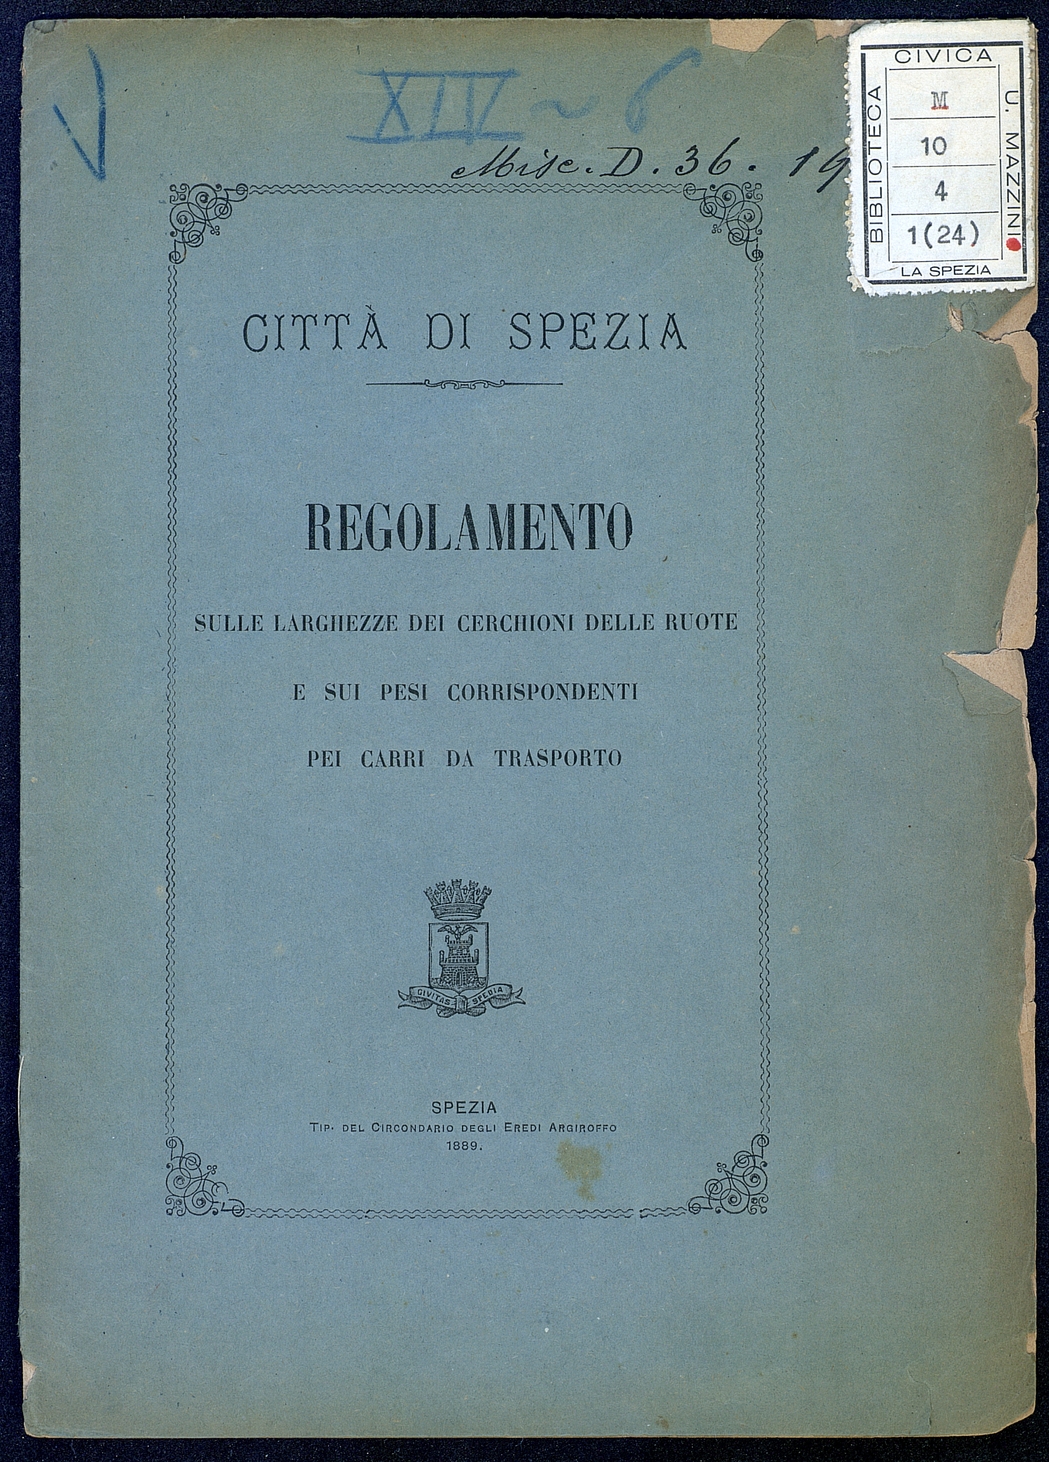 XIV ~ 6
Misc. D. 36. 19
CIVICA
BIBLIOTECA
U. MAZZINI
M
10
4
1(24)
LA SPEZIA
CITTÀ DI SPEZIA
REGOLAMENTO
SULLE LARGHEZZE DEI CERCHIONI DELLE RUOTE
E SUI PESI CORRISPONDENTI
PEI CARRI DA TRASPORTO
CIVITAS SPEDIA
SPEZIA
TIP. DEL CIRCONDARIO DEGLI EREDI ARGIROFFO
1889.